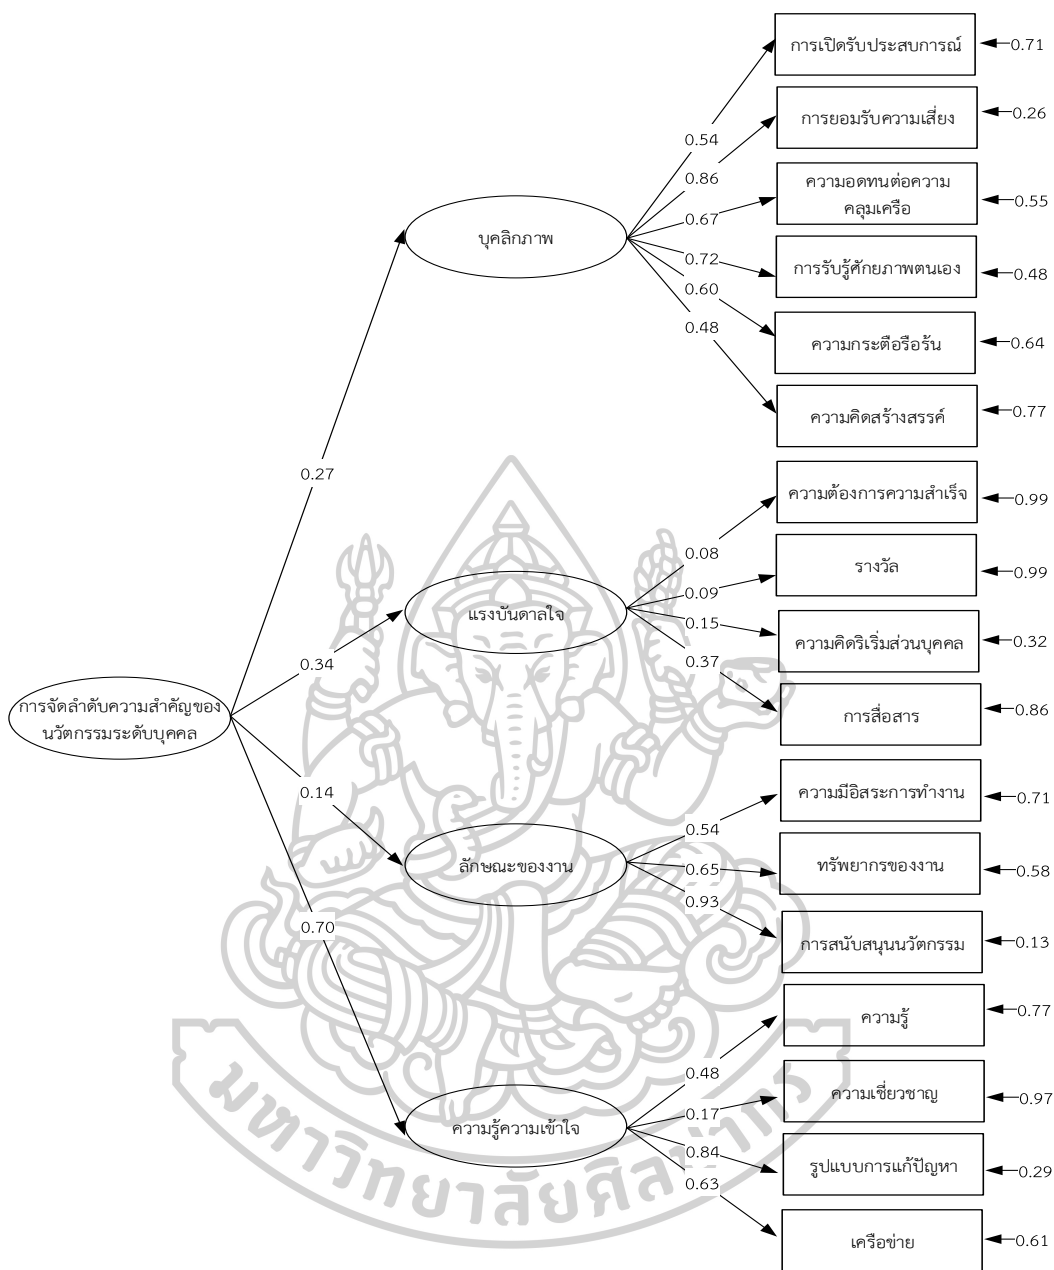 การเปิดรับประสบการณ์
0.71
การยอมรับความเสี่ยง
0.26
0.54
0.86
ความอดทนต่อความ
คลุมเครือ
0.55
0.67
บุคลิกภาพ
0.72
การรับรู้ศักยภาพตนเอง
0.48
0.60
0.48
ความกระตือรือร้น
0.64
ความคิดสร้างสรรค์
0.77
0.27
ความต้องการความสำเร็จ
0.99
0.08
รางวัล
0.99
0.09
แรงบันดาลใจ
0.15
ความคิดริเริ่มส่วนบุคคล
0.32
0.34
0.37
การสื่อสาร
0.86
การจัดลำดับความสำคัญของ
นวัตกรรมระดับบุคคล
0.14
ความมีอิสระการทำงาน
0.71
0.54
ลักษณะของงาน
0.65
ทรัพยากรของงาน
0.58
0.93
0.70
การสนับสนุนนวัตกรรม
0.13
ความรู้
0.77
0.48
ความเชี่ยวชาญ
0.97
0.17
ความรู้ความเข้าใจ
0.84
รูปแบบการแก้ปัญหา
0.29
0.63
เครือข่าย
0.61
มหาวิทยาลัยศิลปากร